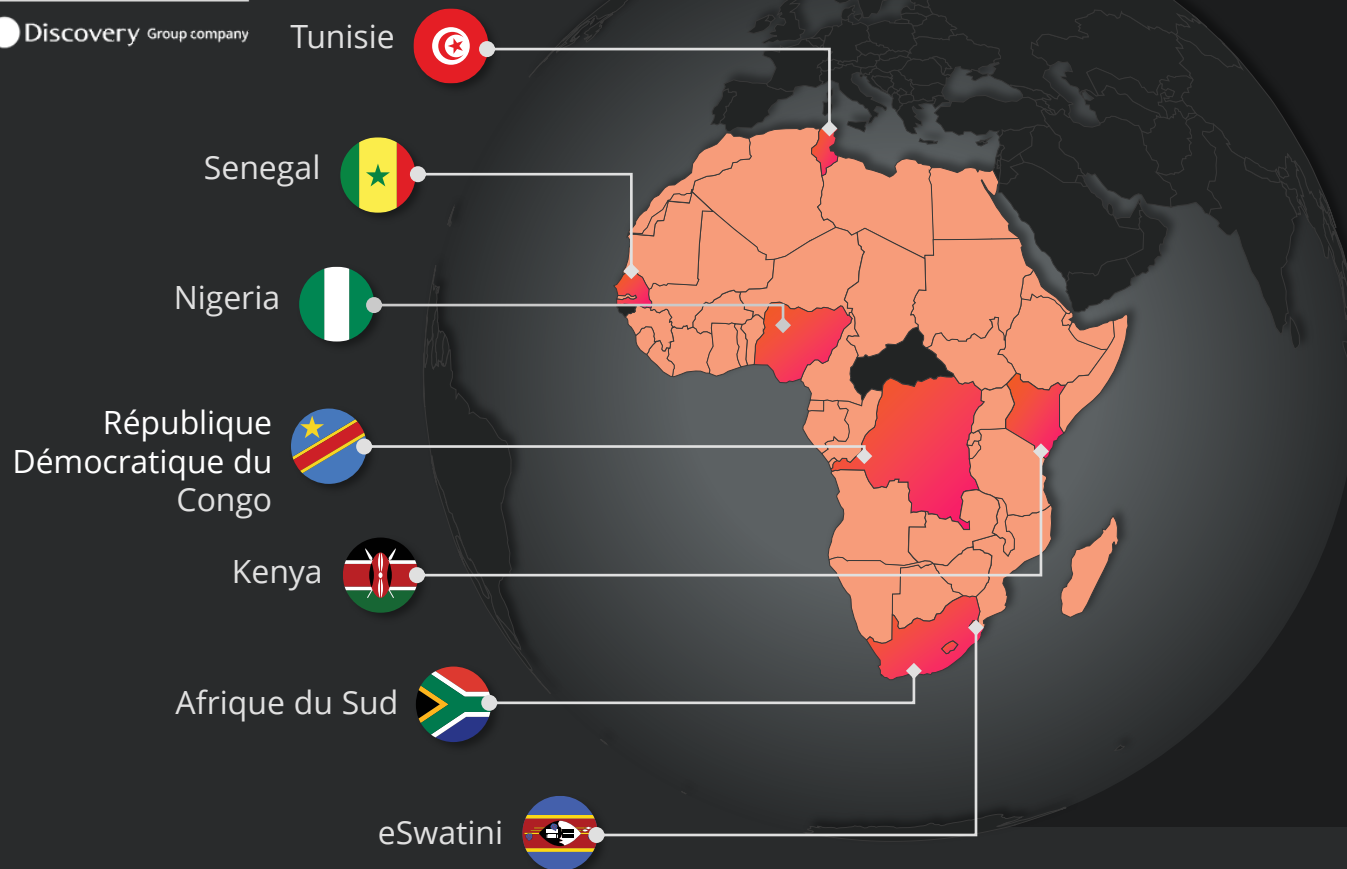 Discovery Group company
Tunisie
Senegal
Nigeria
République
Démocratique du
Congo
Kenya
Afrique du Sud
eSwatini